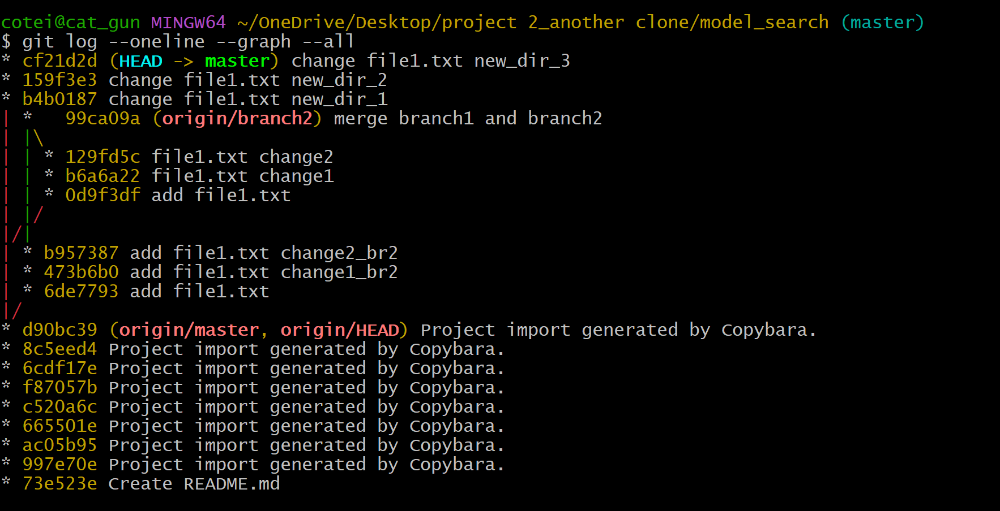 cotei@cat_gun MINGW64 ~/OneDrive/Desktop/project 2_another clone/model_search (master)
$ git log --oneline --graph --all
* cf21d2d (HEAD -> master) change file1.txt new_dir_3
* 159f3e3 change file1.txt new_dir_2
* b4b0187 change file1.txt new_dir_1
| *   99ca09a (origin/branch2) merge branch1 and branch2
| |\
| | * 129fd5c file1.txt change2
| | * b6a6a22 file1.txt change1
| | * 0d9f3df add file1.txt
| |/
|/|
| * b957387 add file1.txt change2_br2
| * 473b6b0 add file1.txt change1_br2
| * 6de7793 add file1.txt
|/
* d90bc39 (origin/master, origin/HEAD) Project import generated by Copybara.
* 8c5eed4 Project import generated by Copybara.
* 6cdf17e Project import generated by Copybara.
* f87057b Project import generated by Copybara.
* c520a6c Project import generated by Copybara.
* 665501e Project import generated by Copybara.
* ac05b95 Project import generated by Copybara.
* 997e70e Project import generated by Copybara.
* 73e523e Create README.md